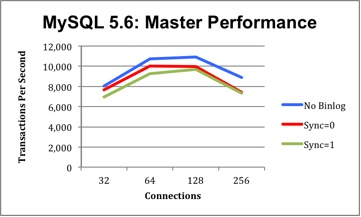 MySQL 5.6: Master Performance
Transactions Per Second
12,000
10,000
8,000
6,000
4,000
2,000
0
32
64
128
256
Connections
No Binlog
Sync=0
Sync=1